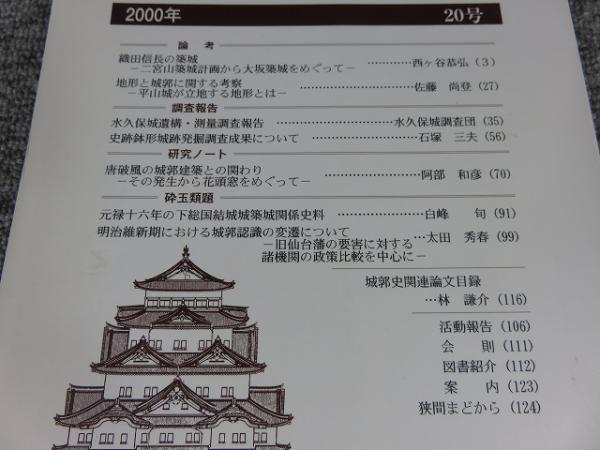 2000年 20号
論考
織田信長の築城
−二宮山築城計画から大坂築城をめぐって− …………西ヶ谷恭弘（3）
地形と城郭に関する考察
−平山城が立地する地形とは− ……………………佐藤 尚登（27）
調査報告
水久保城遺構・測量調査報告 ……………………水久保城調査団（35）
史跡鉢形城跡発掘調査成果について ………………石塚 三夫（56）
研究ノート
唐破風の城郭建築との関わり
−その発生から花頭窓をめぐって− …………………阿部 和彦（70）
砕玉類題
元禄十六年の下総国結城城築城関係史料 ……………白峰 旬（91）
明治維新期における城郭認識の変遷について …太田 秀春（99）
−旧仙台藩の要害に対する
諸機関の政策比較を中心に−
城郭史関連論文目録
…林 謙介（116）
活動報告（106）
会 則（111）
図書紹介（112）
案 内（123）
狭間まどから（124）